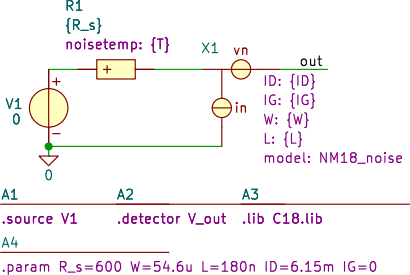 R1
{R_s}
noisetemp: {T}
X1
vn
out
V1
0
+
+
−
in
ID: {ID}
IG: {IG}
W: {W}
L: {L}
model: NM18_noise
0
A1
A2
A3
.source V1
.detector V_out
.lib C18.lib
A4
.param R_s=600 W=54.6u L=180n ID=6.15m IG=0